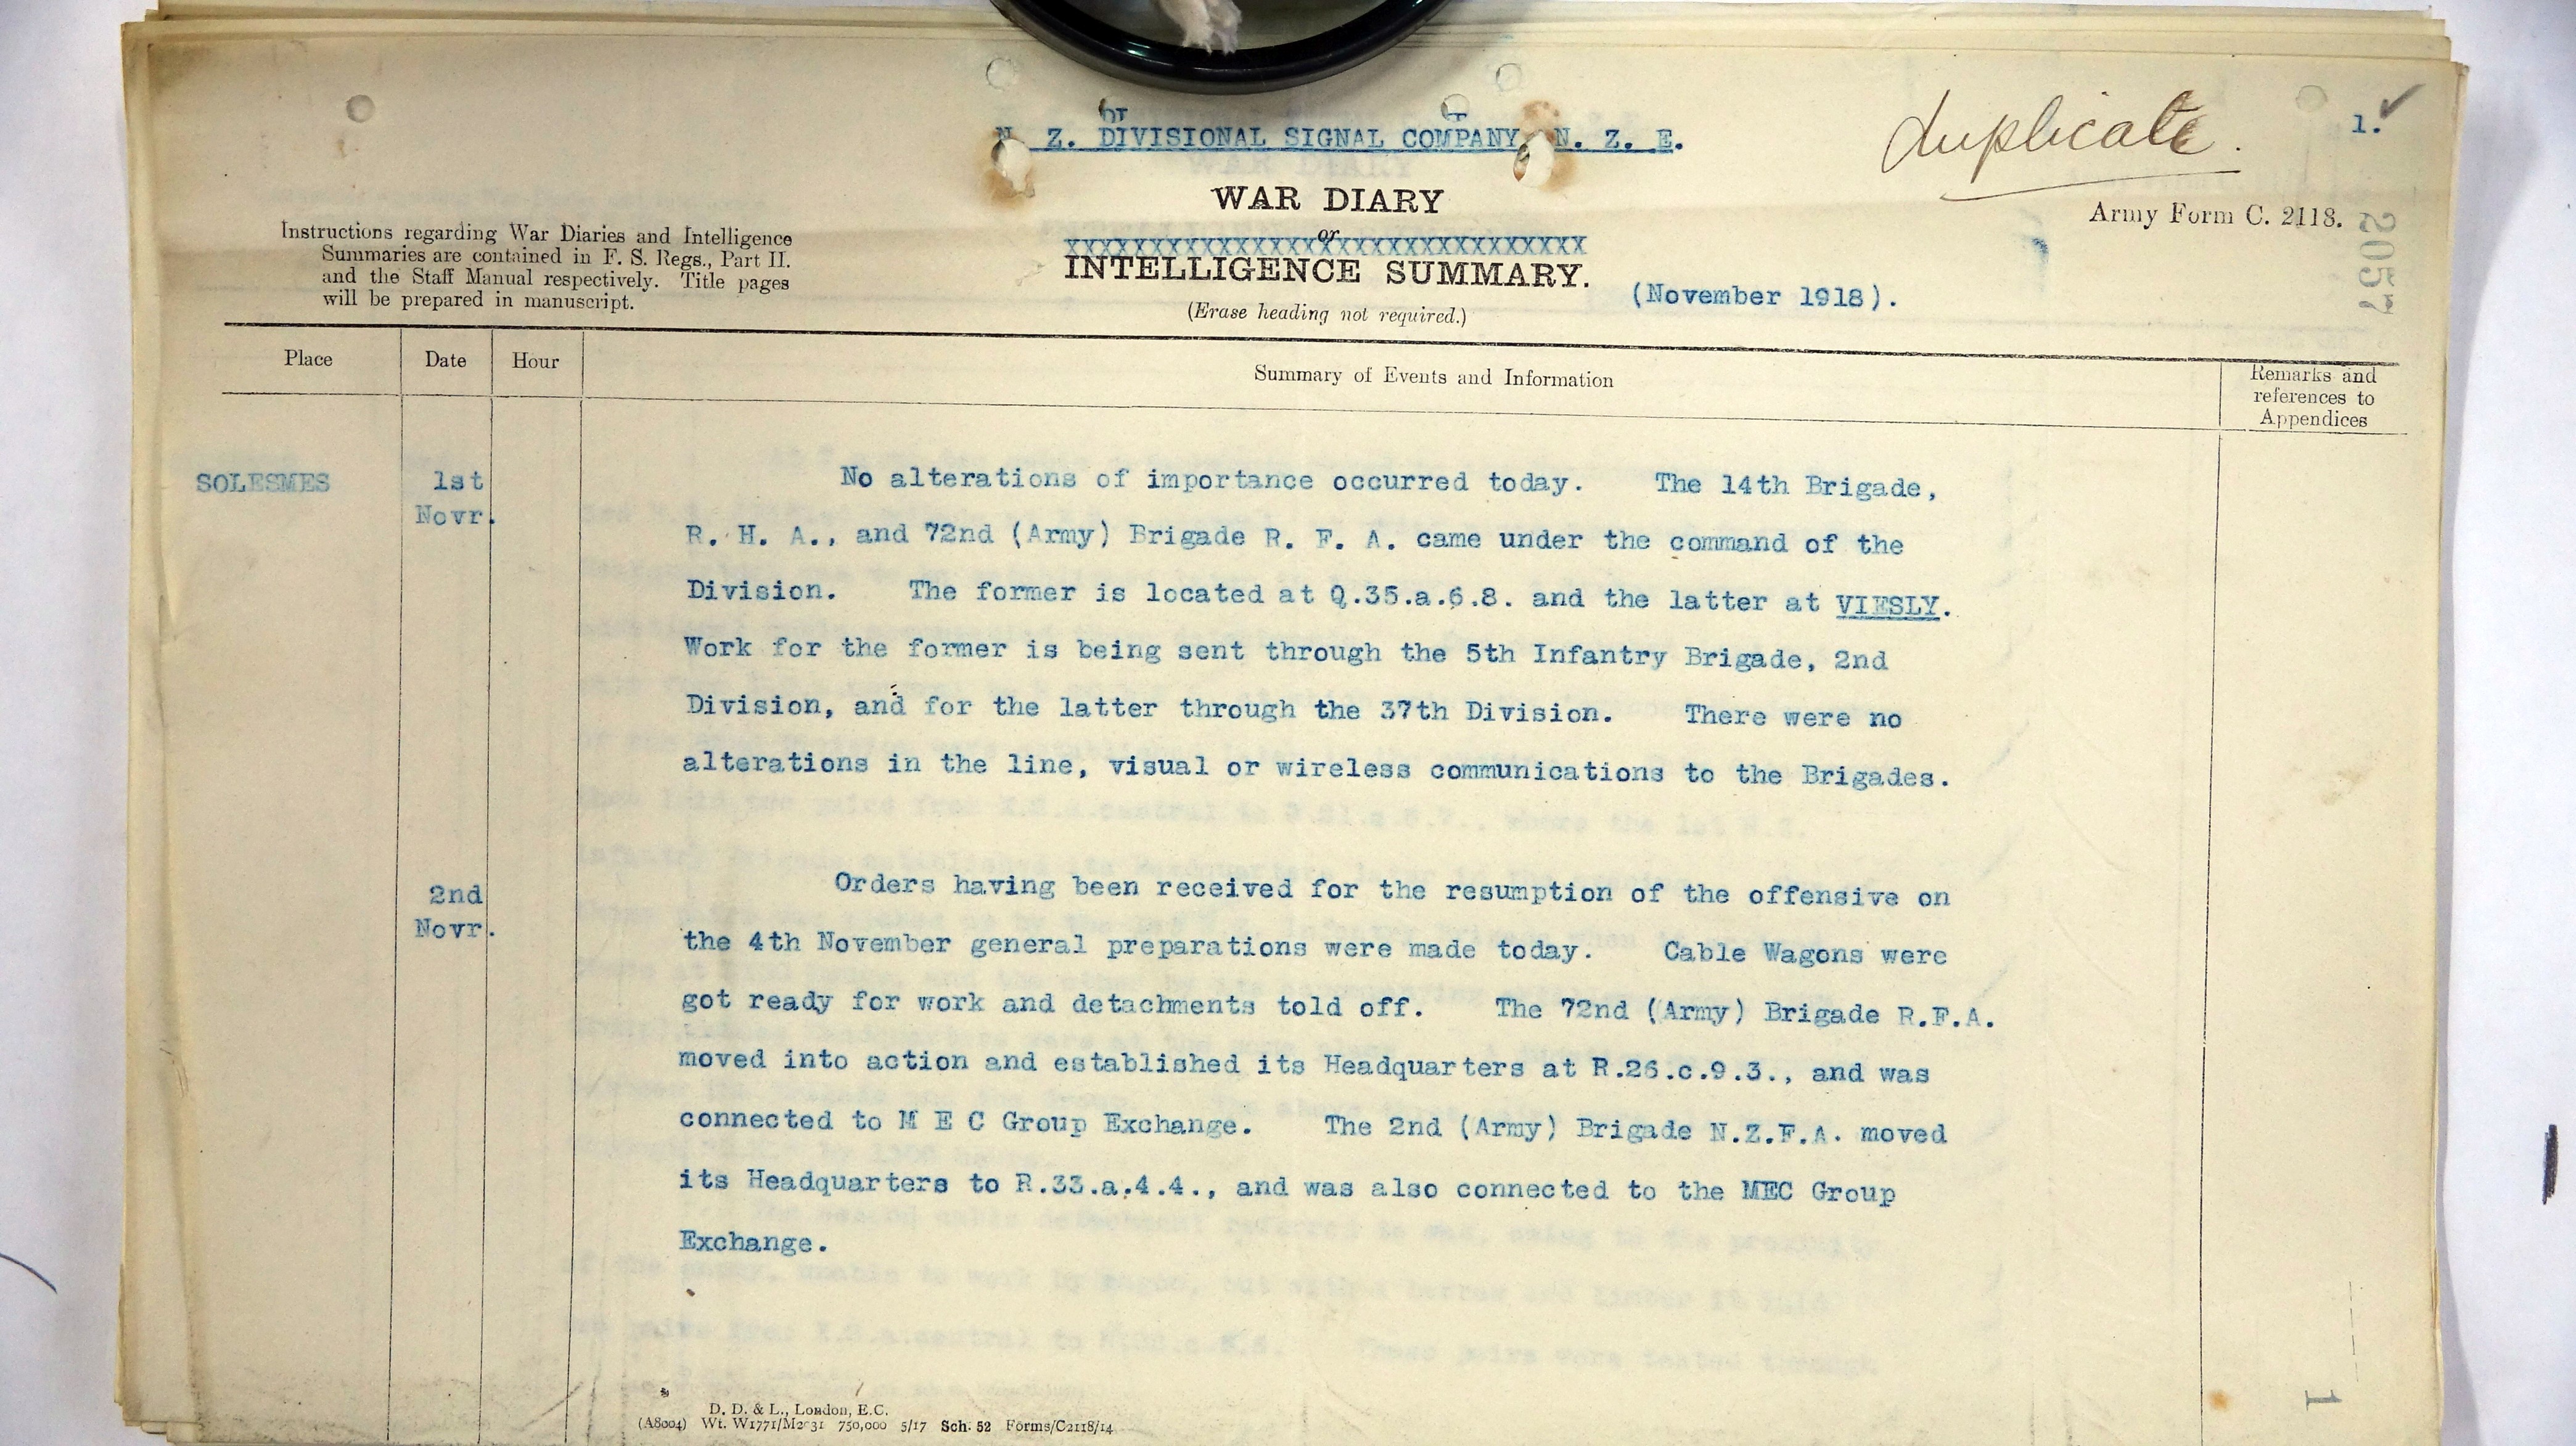 N. Z. DIVISIONAL SIGNAL COMPANY, N. Z. E.
duplicate.
1.
WAR DIARY
or
XXXXXXXXXXXXXXXXXXXXXXXXXXXXXXXX
INTELLIGENCE SUMMARY.
(Erase heading not required.)
(November 1918).
Army Form C. 2118.
2057
Instructions regarding War Diaries and Intelligence
Summaries are contained in F. S. Regs., Part II.
and the Staff Manual respectively. Title pages
will be prepared in manuscript.
Place Date Hour Summary of Events and Information
Remarks and
references to
Appendices
SOLESMES
1st
Novr.
No alterations of importance occurred today. The 14th Brigade,
R. H. A., and 72nd (Army) Brigade R. F. A. came under the command of the
Division. The former is located at Q.35.a.6.8. and the latter at VIESLY.
Work for the former is being sent through the 5th Infantry Brigade, 2nd
Division, and for the latter through the 37th Division. There were no
alterations in the line, visual or wireless communications to the Brigades.
2nd
Novr.
Orders having been received for the resumption of the offensive on
the 4th November general preparations were made today. Cable Wagons were
got ready for work and detachments told off. The 72nd (Army) Brigade R.F.A.
moved into action and established its Headquarters at R.26.c.9.3., and was
connected to M E C Group Exchange. The 2nd (Army) Brigade N.Z.F.A. moved
its Headquarters to R.33.a.4.4., and was also connected to the MEC Group
Exchange.
D. D. & L., London, E.C.
(A8004) Wt. W1771/M2031 750,000 5/17 Sch. 52 Forms/C2118/14
1